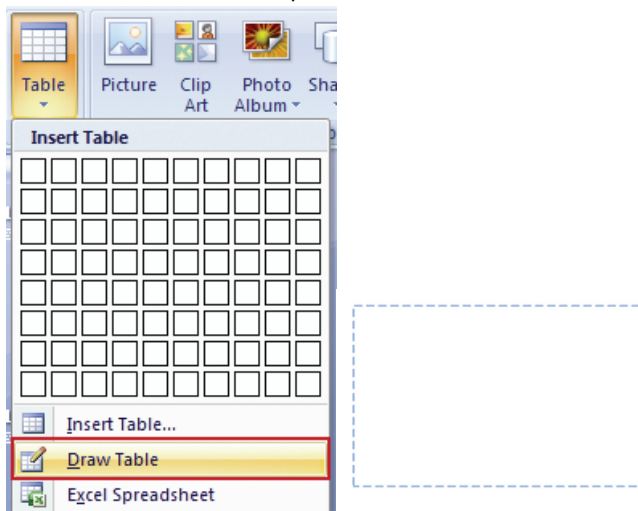 Table Picture Clip Photo Sha
Art Album
Insert Table
Insert Table...
Draw Table
Excel Spreadsheet